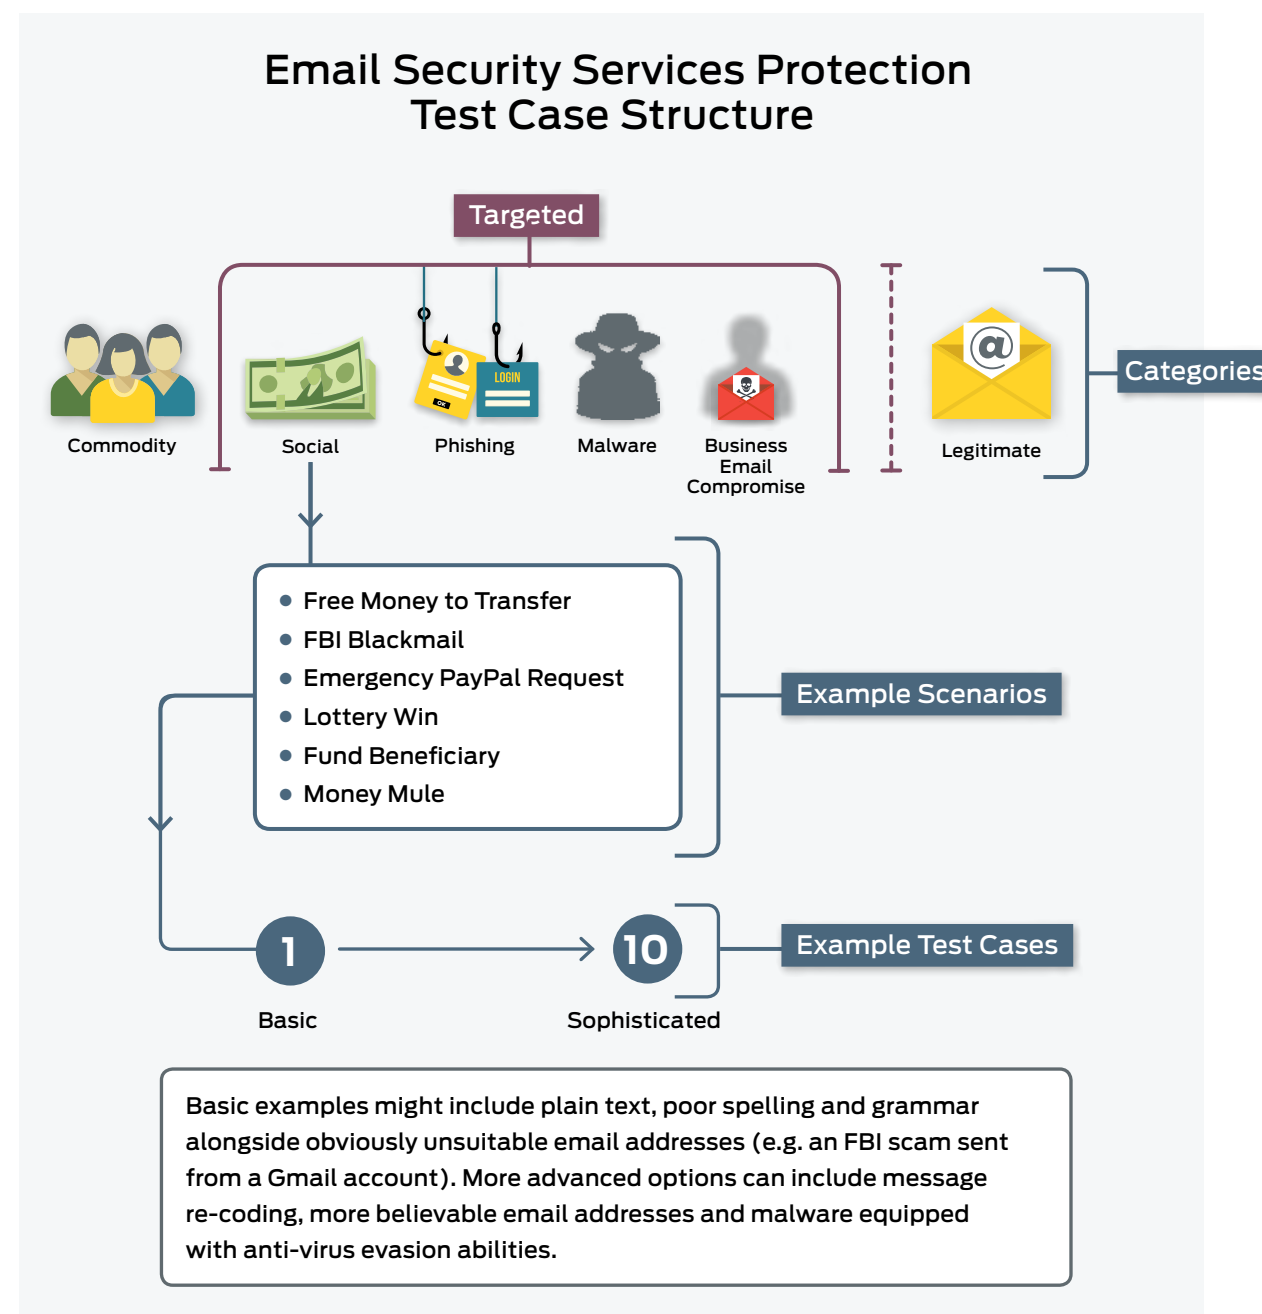 Email Security Services Protection
Test Case Structure
Targeted
LOGIN
OK
@
Categories
Commodity
Social
Phishing
Malware
Business
Email
Compromise
Legitimate
• Free Money to Transfer
• FBI Blackmail
• Emergency PayPal Request
• Lottery Win
• Fund Beneficiary
• Money Mule
Example Scenarios
1
10
Example Test Cases
Basic
Sophisticated
Basic examples might include plain text, poor spelling and grammar
alongside obviously unsuitable email addresses (e.g. an FBI scam sent
from a Gmail account). More advanced options can include message
re-coding, more believable email addresses and malware equipped
with anti-virus evasion abilities.